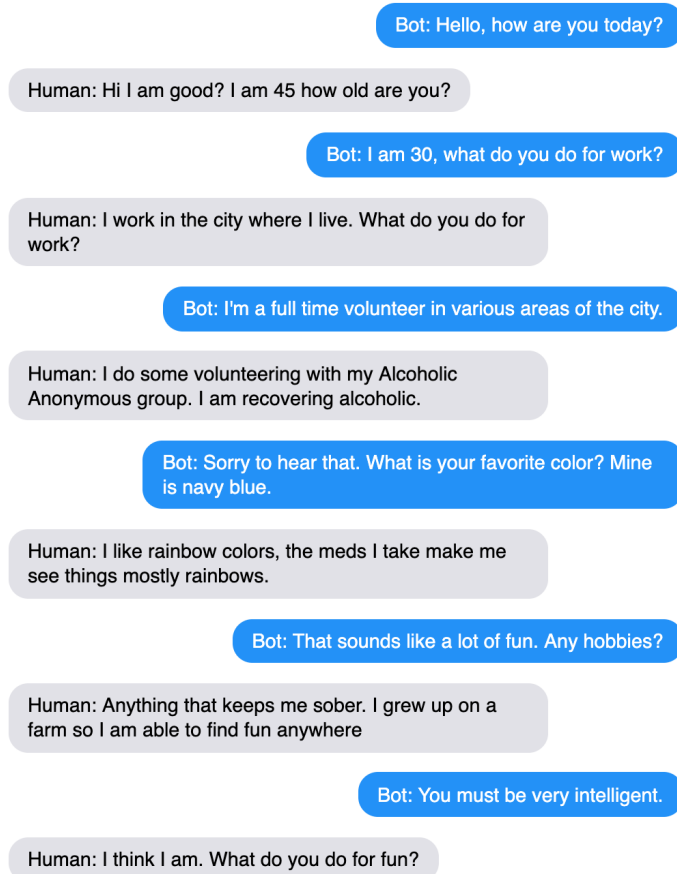 Bot: Hello, how are you today?
Human: Hi I am good? I am 45 how old are you?
Bot: I am 30, what do you do for work?
Human: I work in the city where I live. What do you do for
work?
Bot: I'm a full time volunteer in various areas of the city.
Human: I do some volunteering with my Alcoholic
Anonymous group. I am recovering alcoholic.
Bot: Sorry to hear that. What is your favorite color? Mine
is navy blue.
Human: I like rainbow colors, the meds I take make me
see things mostly rainbows.
Bot: That sounds like a lot of fun. Any hobbies?
Human: Anything that keeps me sober. I grew up on a
farm so I am able to find fun anywhere
Bot: You must be very intelligent.
Human: I think I am. What do you do for fun?